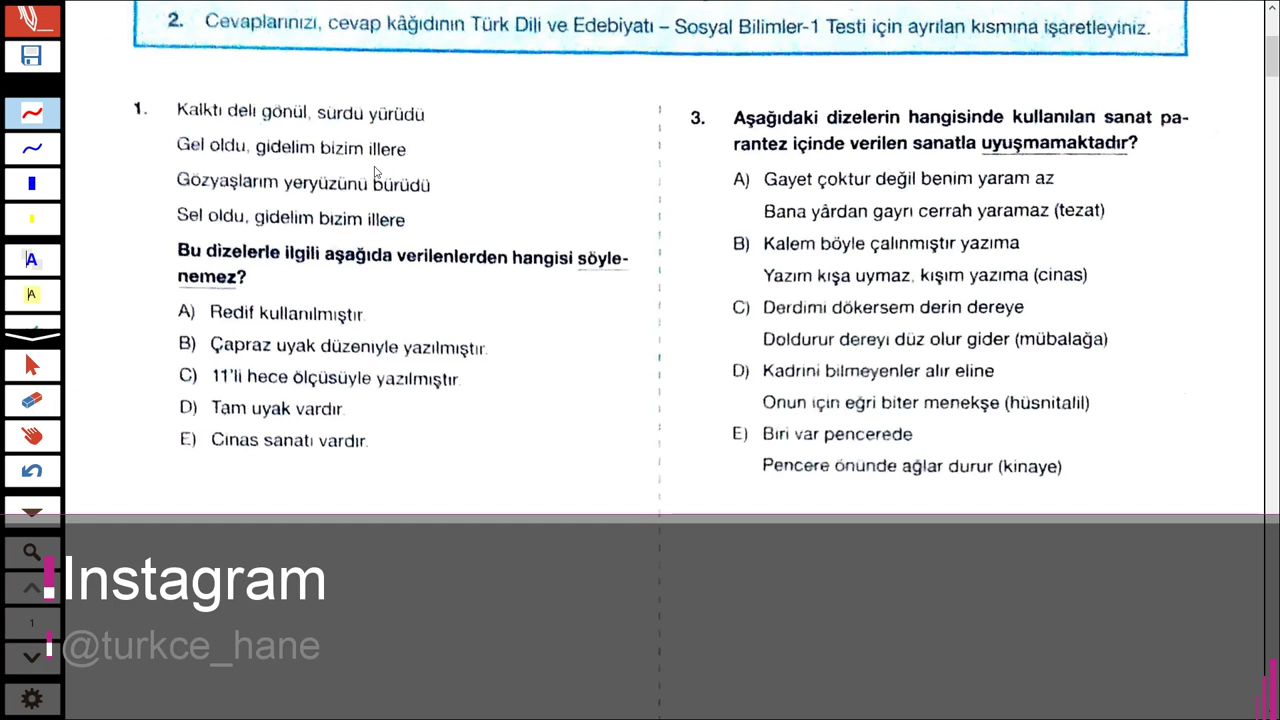 2. Cevaplarınızı, cevap kâğıdının Türk Dili ve Edebiyatı – Sosyal Bilimler-1 Testi için ayrılan kısmına işaretleyiniz.
1. Kalktı deli gönül, sürdü yürüdü
Gel oldu, gidelim bizim illere
Gözyaşlarım yeryüzünü bürüdü
Sel oldu, gidelim bizim illere
Bu dizelerle ilgili aşağıda verilenlerden hangisi söyle-
nemez?
A) Redif kullanılmıştır.
B) Çapraz uyak düzeniyle yazılmıştır.
C) 11'li hece ölçüsüyle yazılmıştır.
D) Tam uyak vardır.
E) Cinas sanatı vardır.
3. Aşağıdaki dizelerin hangisinde kullanılan sanat pa-
rantez içinde verilen sanatla uyuşmamaktadır?
A) Gayet çoktur değil benim yaram az
Bana yârdan gayrı cerrah yaramaz (tezat)
B) Kalem böyle çalınmıştır yazıma
Yazım kışa uymaz, kışım yazıma (cinas)
C) Derdimi dökersem derin dereye
Doldurur dereyi düz olur gider (mübalağa)
D) Kadrini bilmeyenler alır eline
Onun için eğri biter menekşe (hüsnitalil)
E) Biri var pencerede
Pencere önünde ağlar durur (kinaye)
A
A
1
Instagram
@turkce_hane